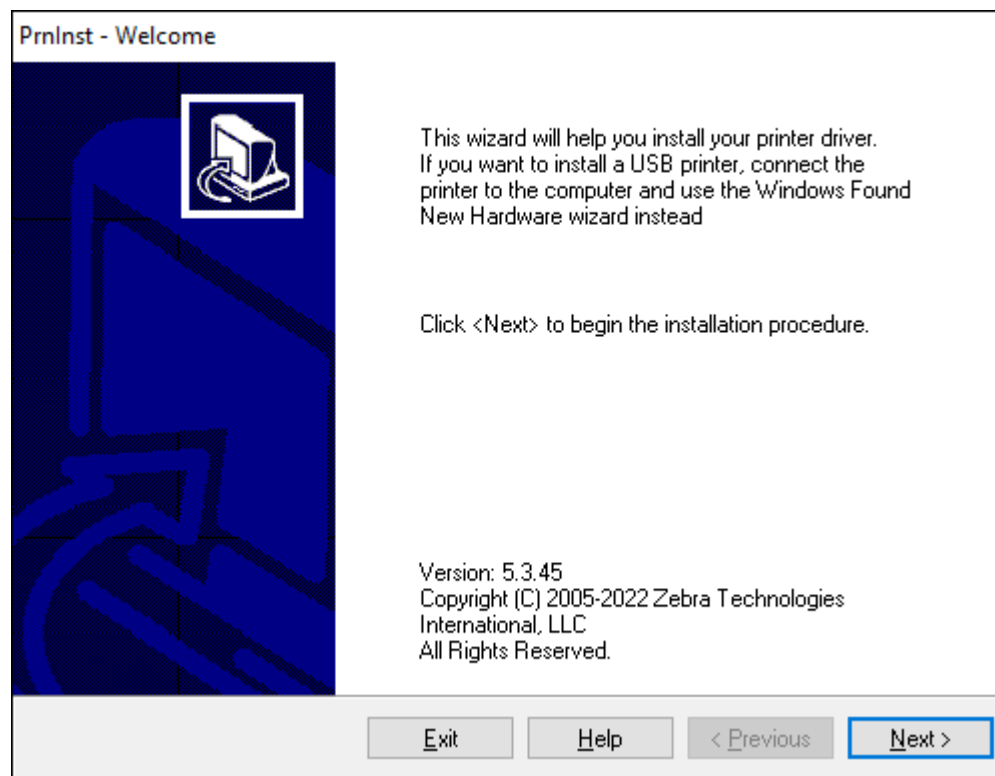 PrnInst - Welcome
This wizard will help you install your printer driver.
If you want to install a USB printer, connect the
printer to the computer and use the Windows Found
New Hardware wizard instead
Click <Next> to begin the installation procedure.
Version: 5.3.45
Copyright (C) 2005-2022 Zebra Technologies
International, LLC
All Rights Reserved.
Exit Help < Previous Next >